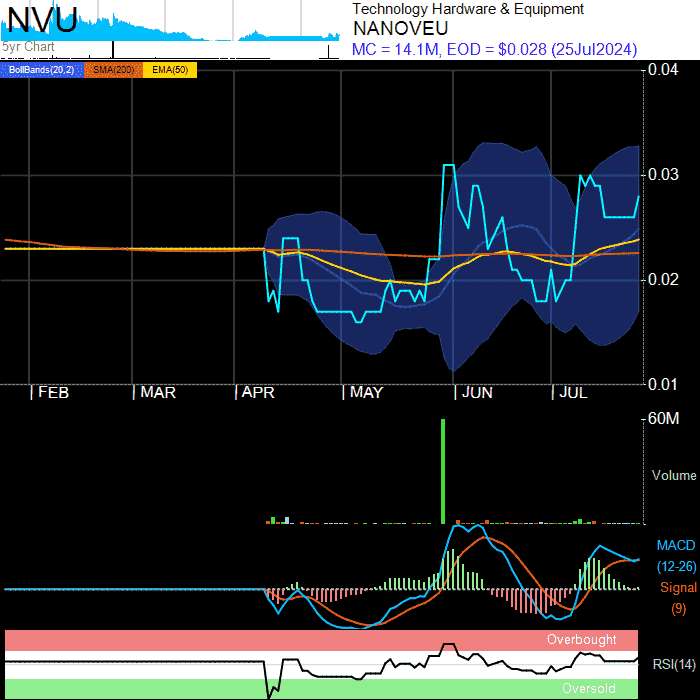 NVU
5yr Chart
Technology Hardware & Equipment
NANOVEU
MC = 14.1M, EOD = $0.028 (25Jul2024)
BollBands(20,2) SMA(200) EMA(50)
0.04
0.03
0.02
0.01
FEB MAR APR MAY JUN JUL
60M
Volume
MACD
(12-26)
Signal
(9)
Overbought
RSI(14)
Oversold